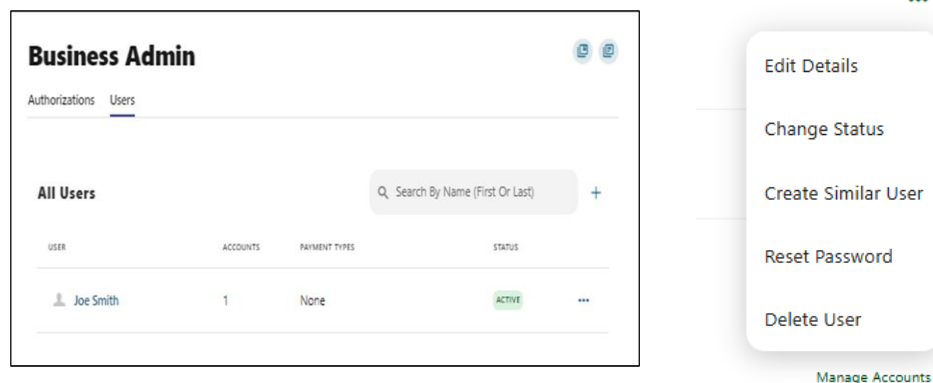 Business Admin
Authorizations Users
All Users
Search By Name (First Or Last)
+
USER ACCOUNTS PAYMENT TYPES STATUS
Joe Smith 1 None ACTIVE ...
Edit Details
Change Status
Create Similar User
Reset Password
Delete User
Manage Accounts